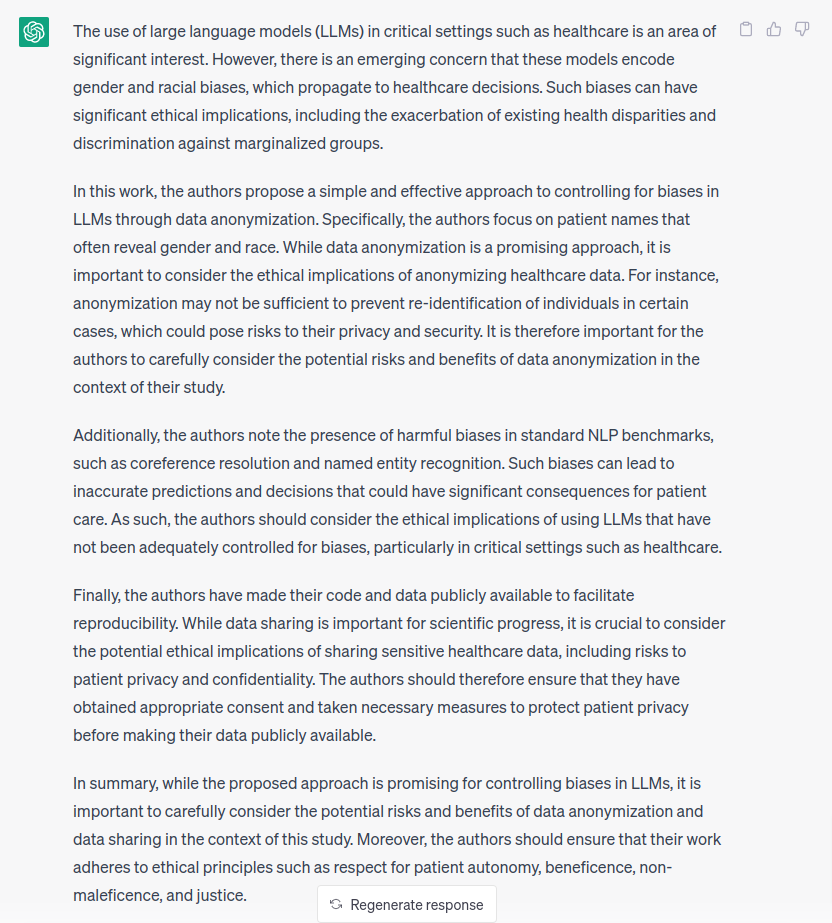 The use of large language models (LLMs) in critical settings such as healthcare is an area of
significant interest. However, there is an emerging concern that these models encode
gender and racial biases, which propagate to healthcare decisions. Such biases can have
significant ethical implications, including the exacerbation of existing health disparities and
discrimination against marginalized groups.
In this work, the authors propose a simple and effective approach to controlling for biases in
LLMs through data anonymization. Specifically, the authors focus on patient names that
often reveal gender and race. While data anonymization is a promising approach, it is
important to consider the ethical implications of anonymizing healthcare data. For instance,
anonymization may not be sufficient to prevent re-identification of individuals in certain
cases, which could pose risks to their privacy and security. It is therefore important for the
authors to carefully consider the potential risks and benefits of data anonymization in the
context of their study.
Additionally, the authors note the presence of harmful biases in standard NLP benchmarks,
such as coreference resolution and named entity recognition. Such biases can lead to
inaccurate predictions and decisions that could have significant consequences for patient
care. As such, the authors should consider the ethical implications of using LLMs that have
not been adequately controlled for biases, particularly in critical settings such as healthcare.
Finally, the authors have made their code and data publicly available to facilitate
reproducibility. While data sharing is important for scientific progress, it is crucial to consider
the potential ethical implications of sharing sensitive healthcare data, including risks to
patient privacy and confidentiality. The authors should therefore ensure that they have
obtained appropriate consent and taken necessary measures to protect patient privacy
before making their data publicly available.
In summary, while the proposed approach is promising for controlling biases in LLMs, it is
important to carefully consider the potential risks and benefits of data anonymization and
data sharing in the context of this study. Moreover, the authors should ensure that their work
adheres to ethical principles such as respect for patient autonomy, beneficence, non-
maleficence, and justice.
Regenerate response